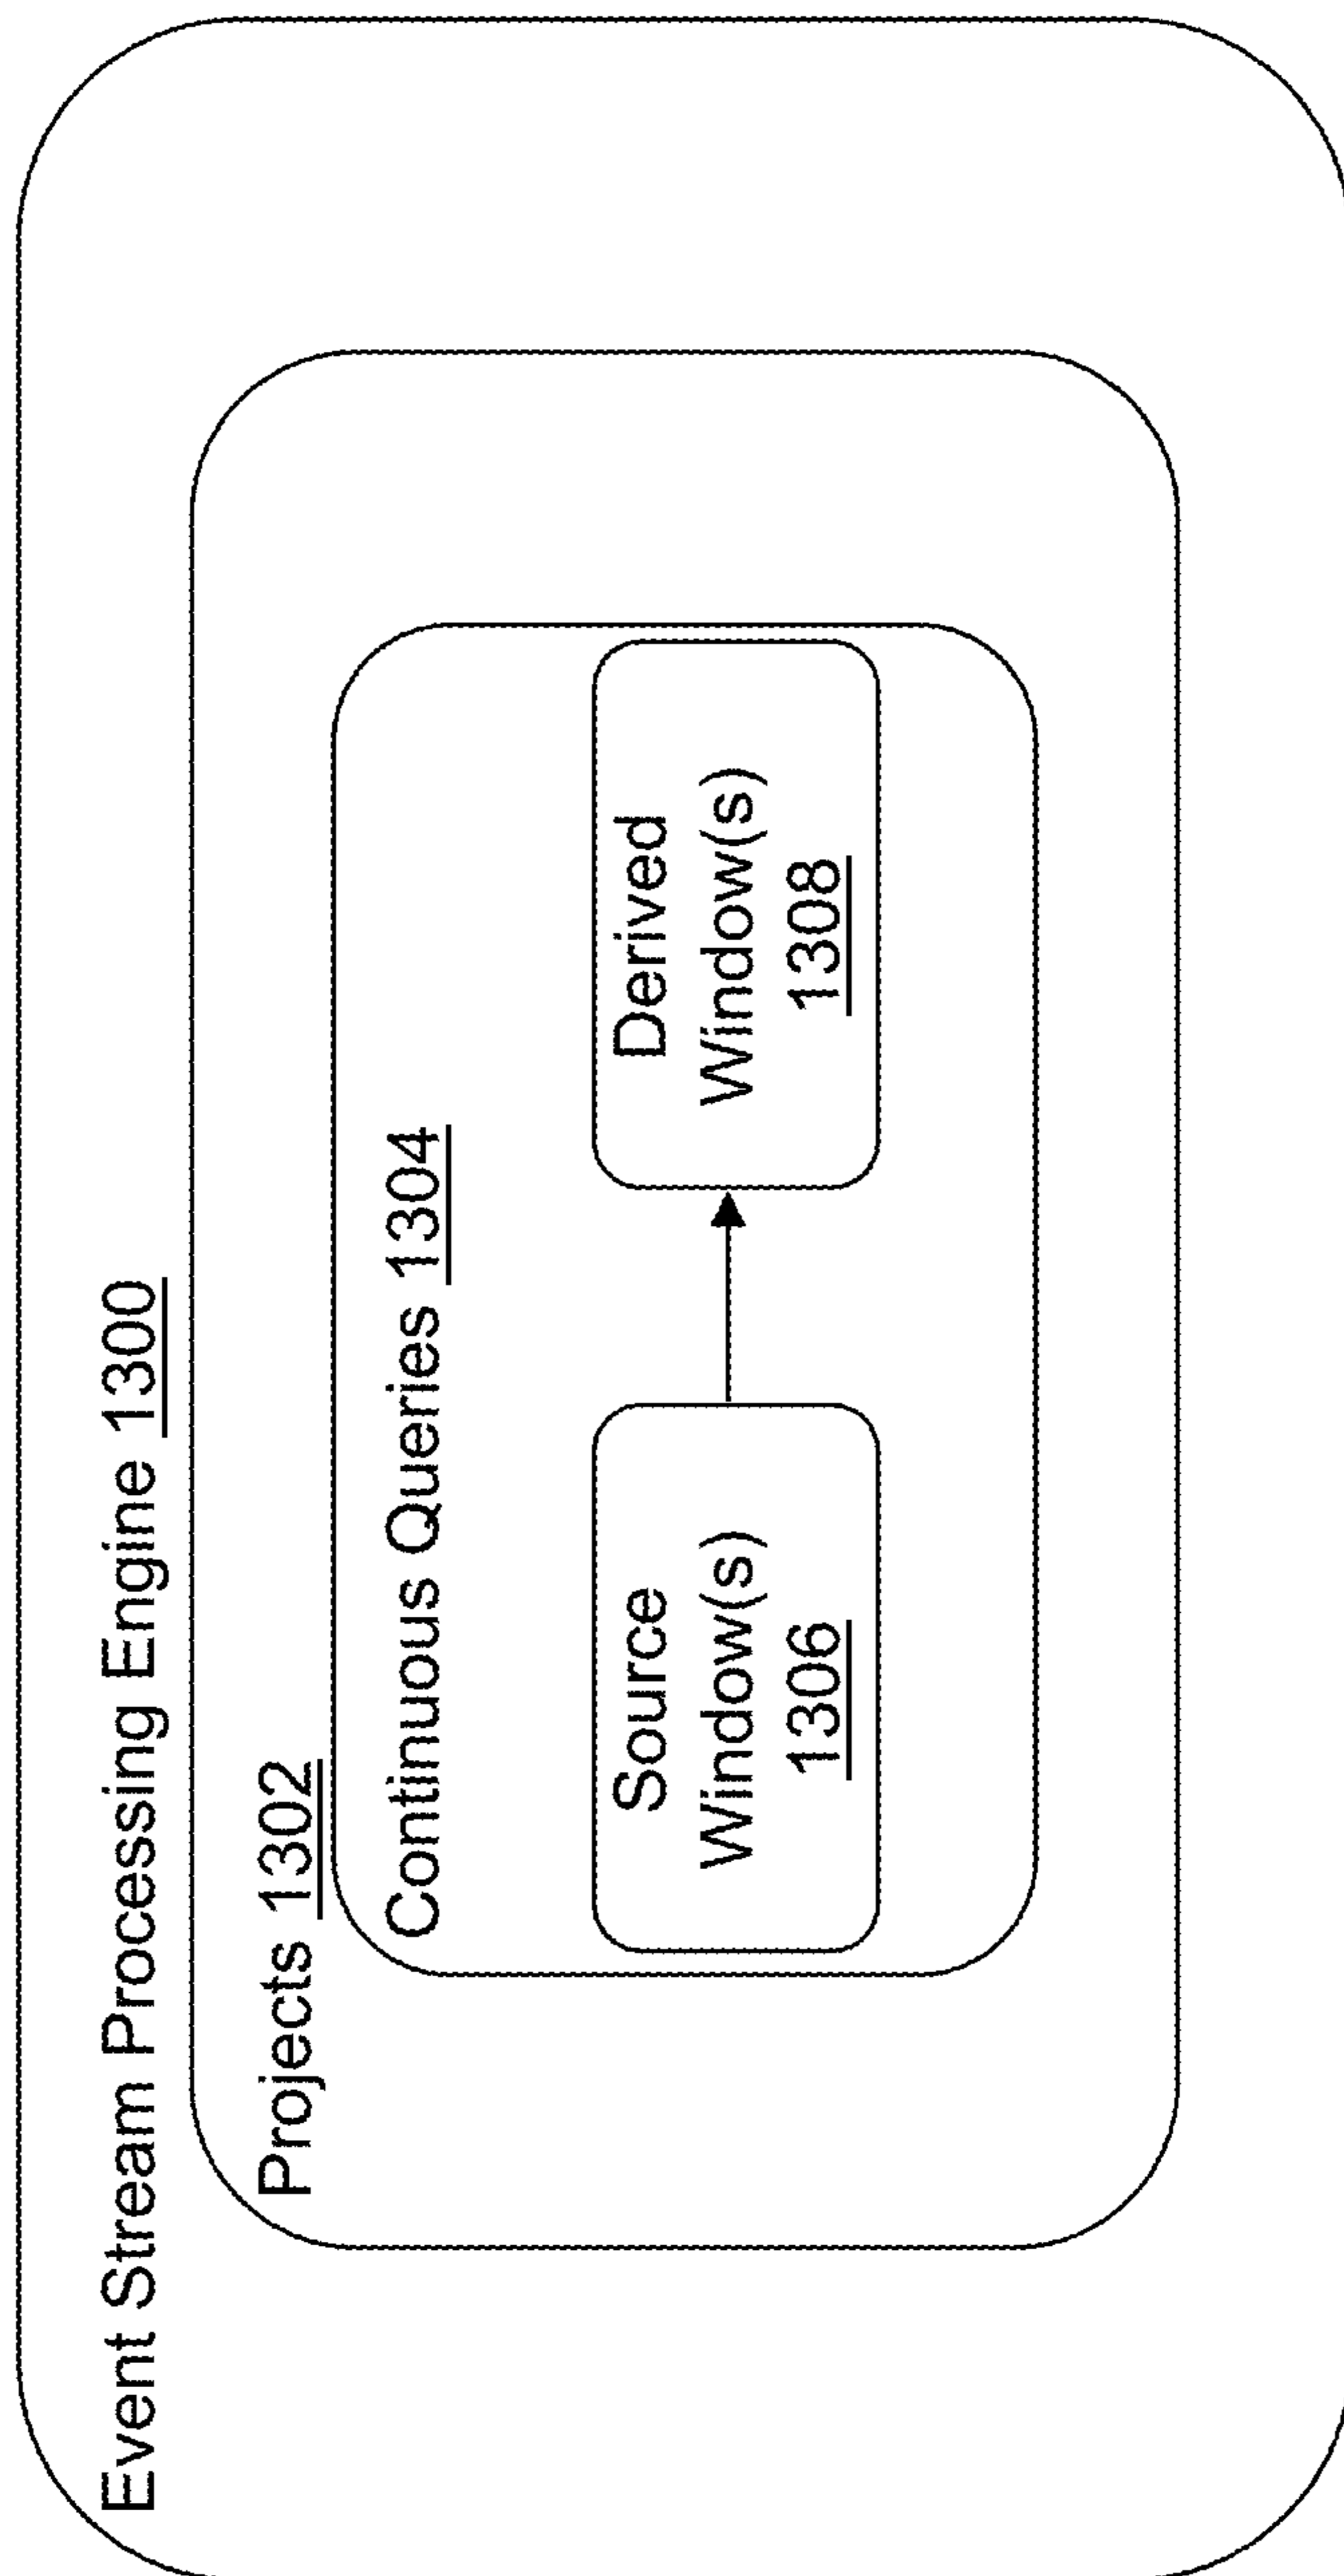 Event Stream Processing Engine 1300
Projects 1302
Continuous Queries 1304
Source
Window(s)
1306
Derived
Window(s)
1308